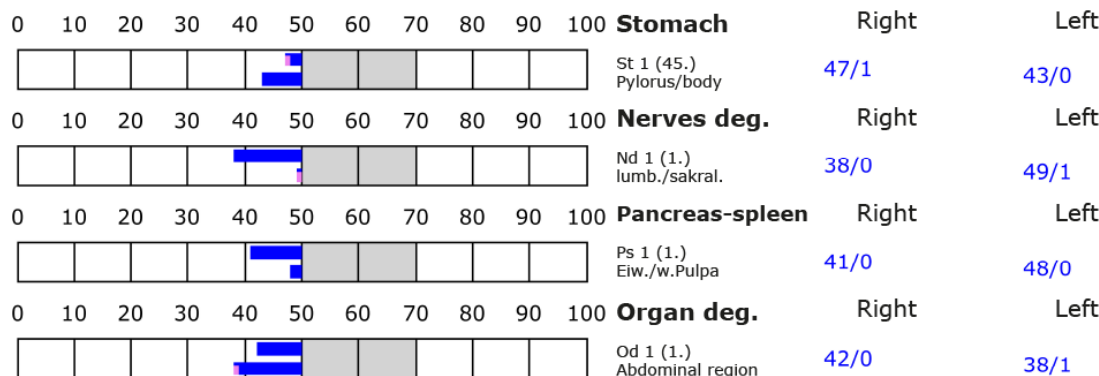 0 10 20 30 40 50 60 70 80 90 100 Stomach Right Left
St 1 (45.) 47/1 43/0
Pylorus/body
0 10 20 30 40 50 60 70 80 90 100 Nerves deg. Right Left
Nd 1 (1.) 38/0 49/1
lumb./sakral.
0 10 20 30 40 50 60 70 80 90 100 Pancreas-spleen Right Left
Ps 1 (1.) 41/0 48/0
Eiw./w.Pulpa
0 10 20 30 40 50 60 70 80 90 100 Organ deg. Right Left
Od 1 (1.) 42/0 38/1
Abdominal region